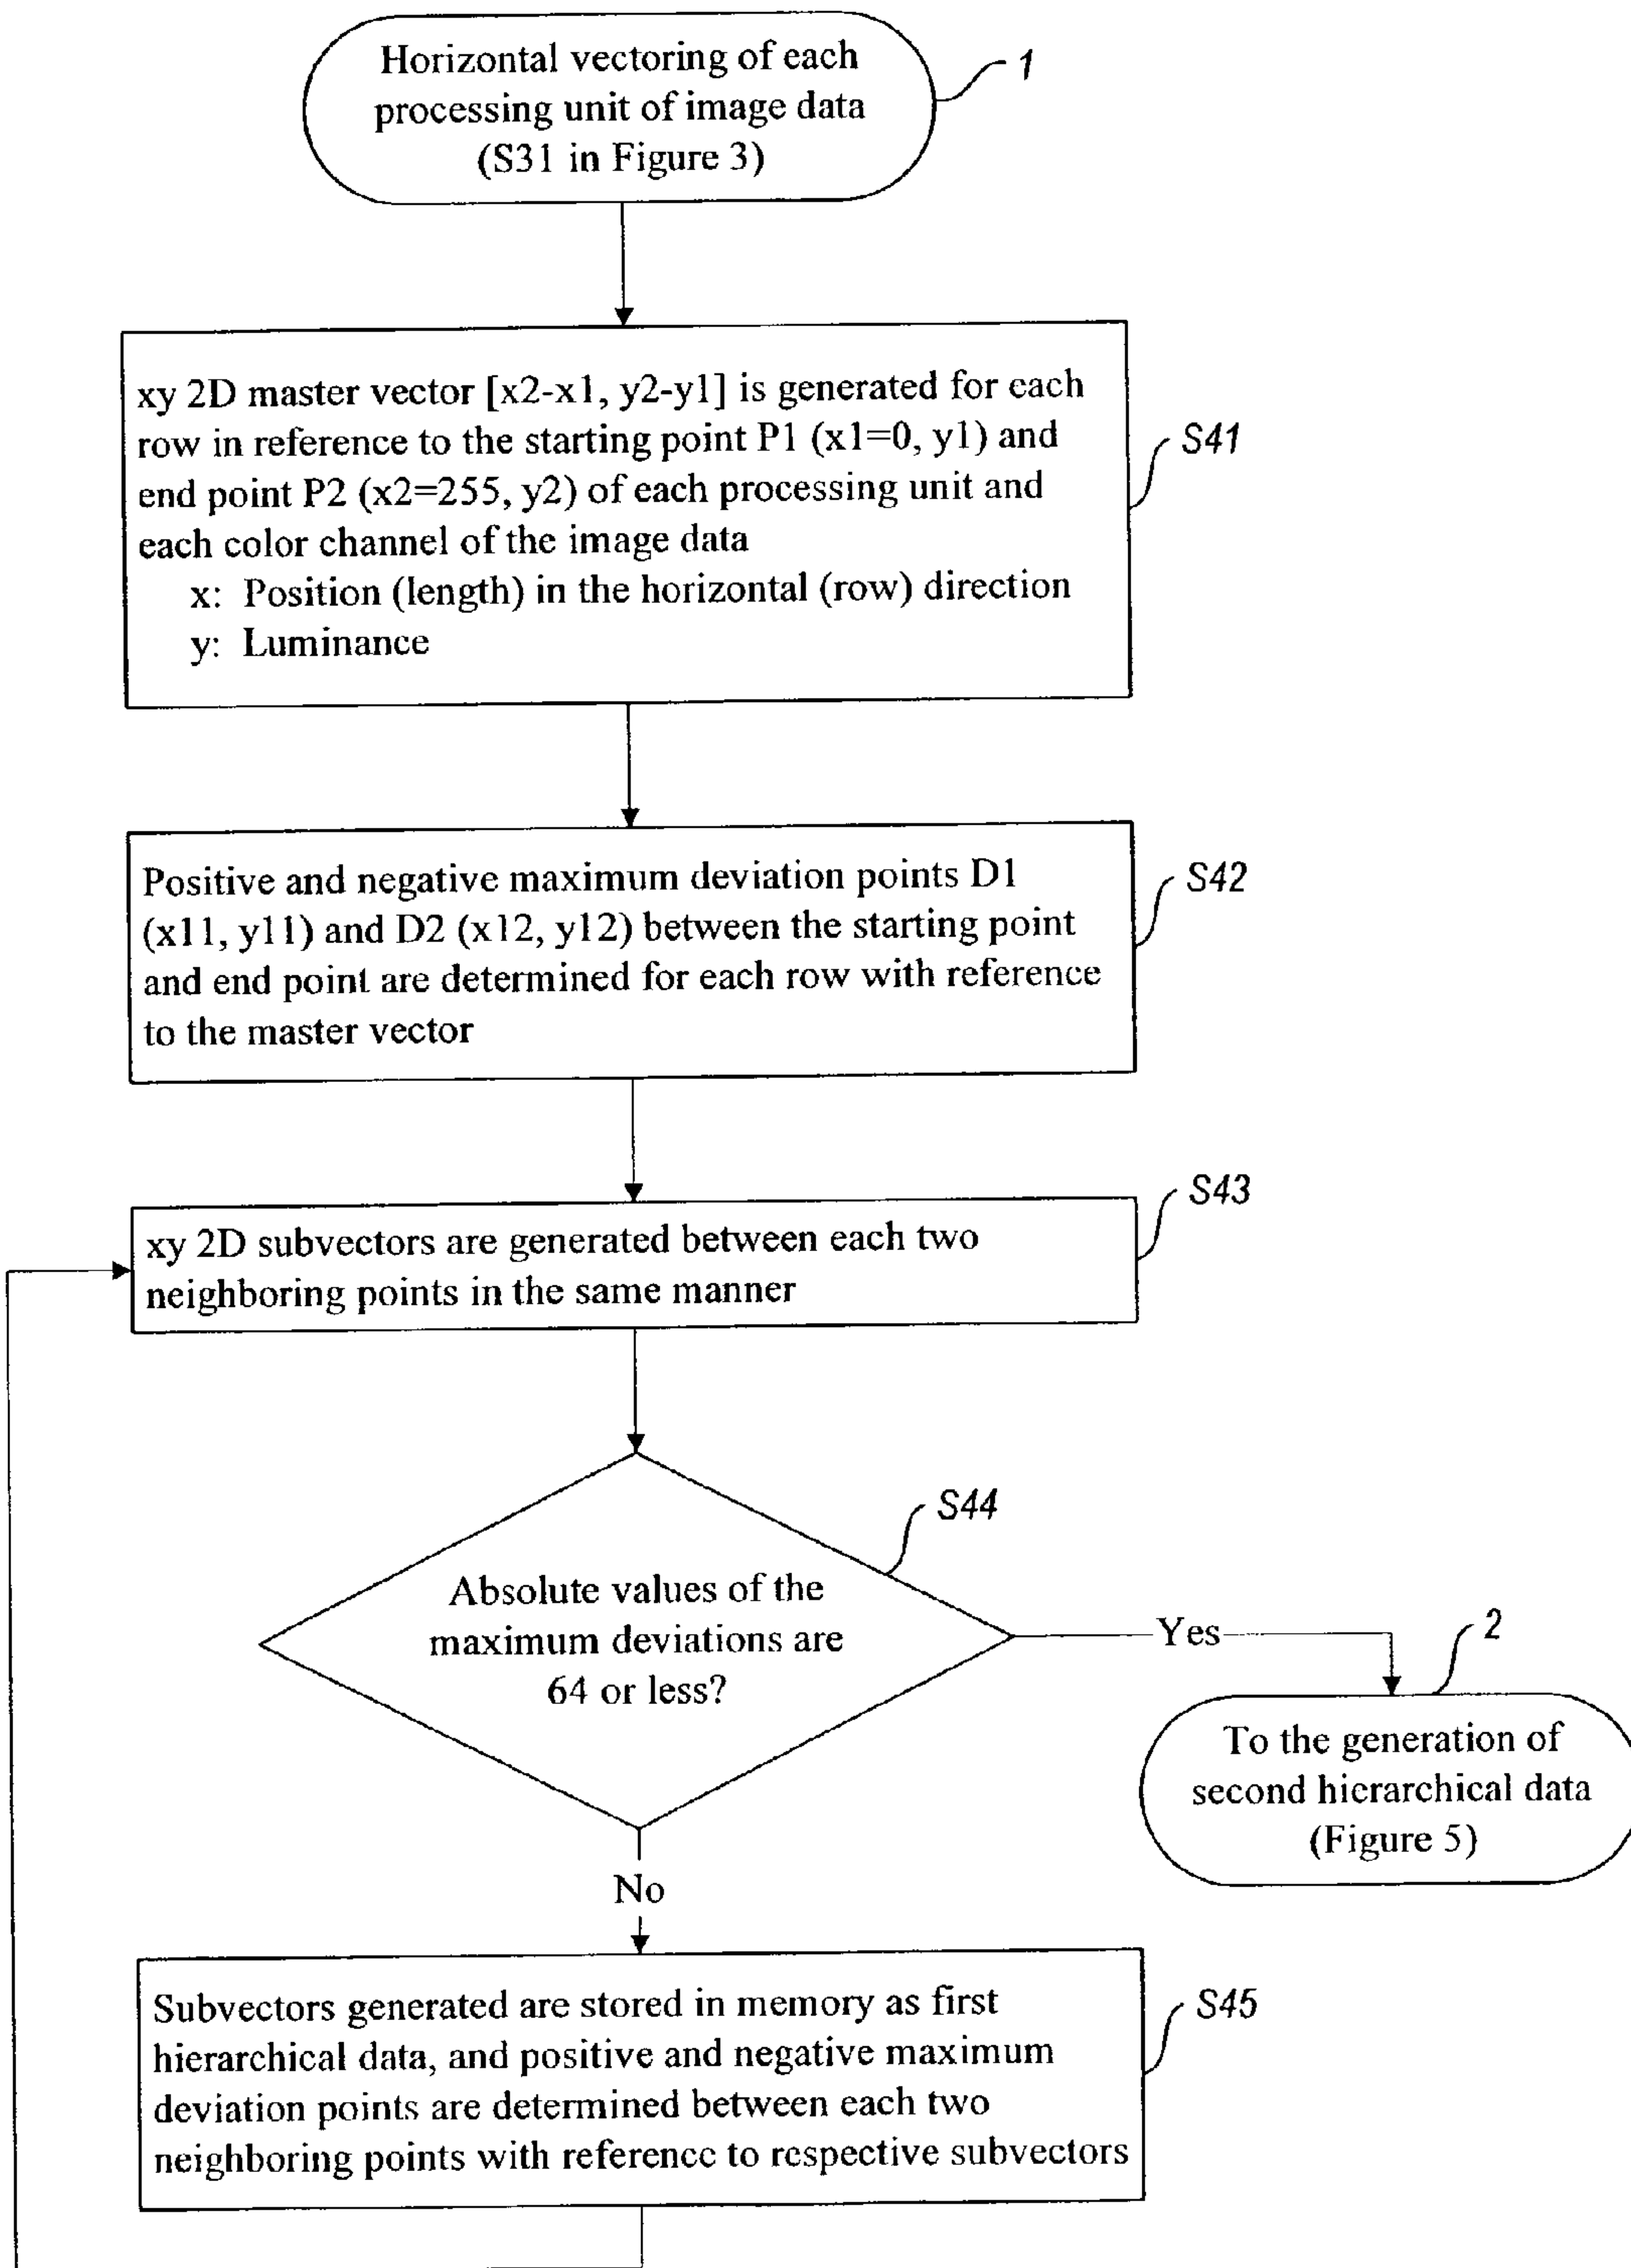 Horizontal vectoring of each
processing unit of image data
(S31 in Figure 3)
1
xy 2D master vector [x2-x1, y2-y1] is generated for each
row in reference to the starting point P1 (x1=0, y1) and
end point P2 (x2=255, y2) of each processing unit and
each color channel of the image data
x: Position (length) in the horizontal (row) direction
y: Luminance
S41
Positive and negative maximum deviation points D1
(x11, y11) and D2 (x12, y12) between the starting point
and end point are determined for each row with reference
to the master vector
S42
xy 2D subvectors are generated between each two
neighboring points in the same manner
S43
Absolute values of the
maximum deviations are
64 or less?
S44
Yes
2
To the generation of
second hierarchical data
(Figure 5)
No
Subvectors generated are stored in memory as first
hierarchical data, and positive and negative maximum
deviation points are determined between each two
neighboring points with reference to respective subvectors
S45